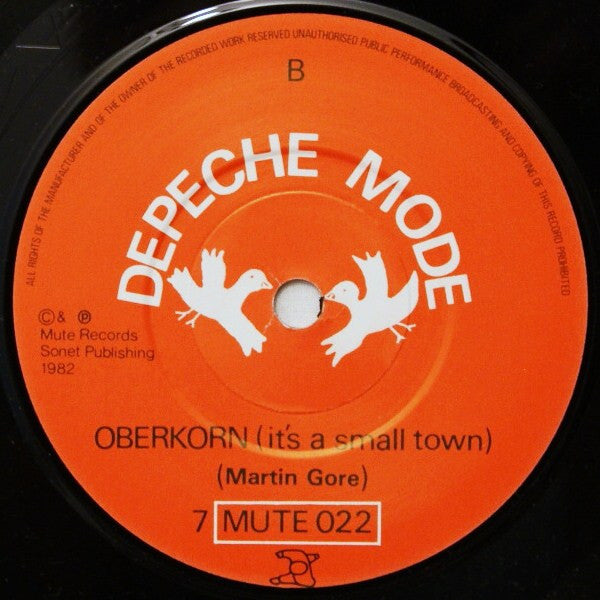 ALL RIGHTS OF THE MANUFACTURER AND OF THE OWNER OF THE RECORDED WORK RESERVED UNAUTHORISED PUBLIC PERFORMANCE BROADCASTING AND COPYING OF THIS RECORD PROHIBITED
B
DEPECHE MODE
© & ℗
Mute Records
Sonet Publishing
1982
OBERKORN (it's a small town)
(Martin Gore)
7 MUTE 022